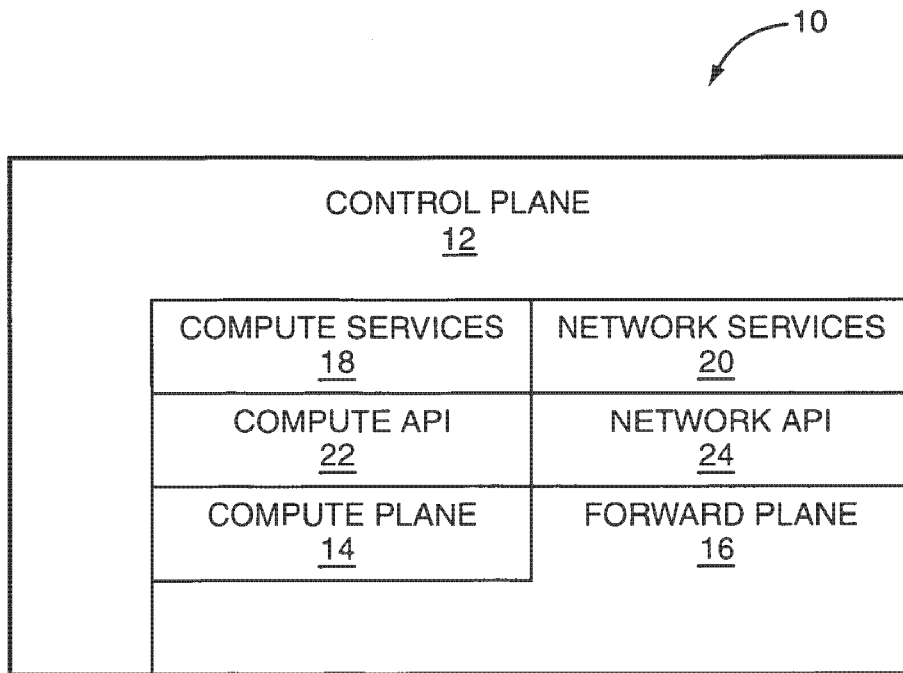 10
CONTROL PLANE
12
COMPUTE SERVICES
18
NETWORK SERVICES
20
COMPUTE API
22
NETWORK API
24
COMPUTE PLANE
14
FORWARD PLANE
16